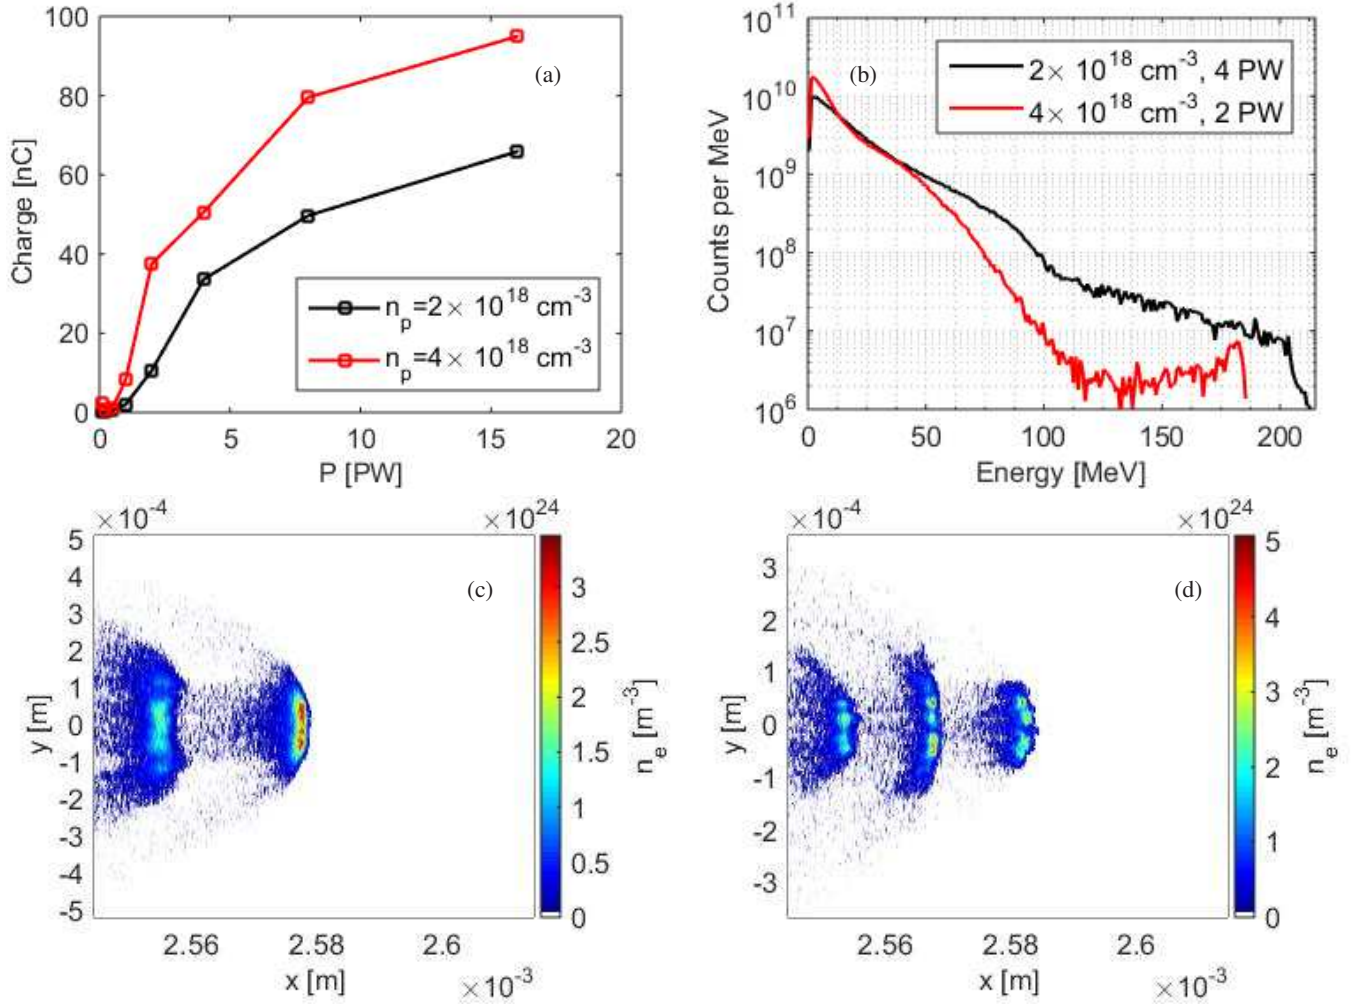 (a)
100
80
60
40
20
0
Charge [nC]
n_p=2× 10^18 cm^-3
n_p=4× 10^18 cm^-3
0 5 10 15 20
P [PW]
(b)
10^11
10^10
10^9
10^8
10^7
10^6
Counts per MeV
2× 10^18 cm^-3, 4 PW
4× 10^18 cm^-3, 2 PW
0 50 100 150 200
Energy [MeV]
×10^-4
×10^24
(c)
5
4
3
2
1
0
-1
-2
-3
-4
-5
y [m]
3
2.5
2
1.5
1
0.5
0
n_e [m^-3]
2.56 2.58 2.6
x [m]
×10^-3
×10^-4
×10^24
(d)
3
2
1
0
-1
-2
-3
y [m]
5
4
3
2
1
0
n_e [m^-3]
2.56 2.58 2.6
x [m]
×10^-3